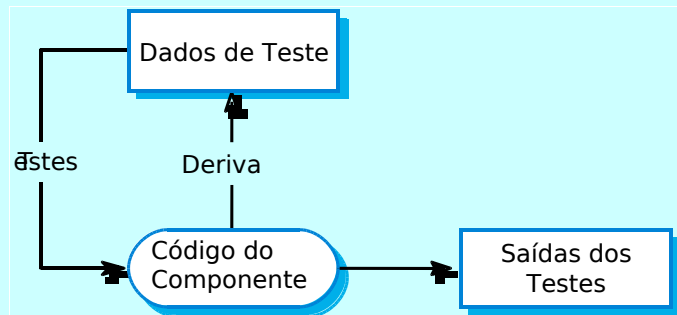 Dados de Teste
Testes
Deriva
Código do
Componente
Saídas dos
Testes